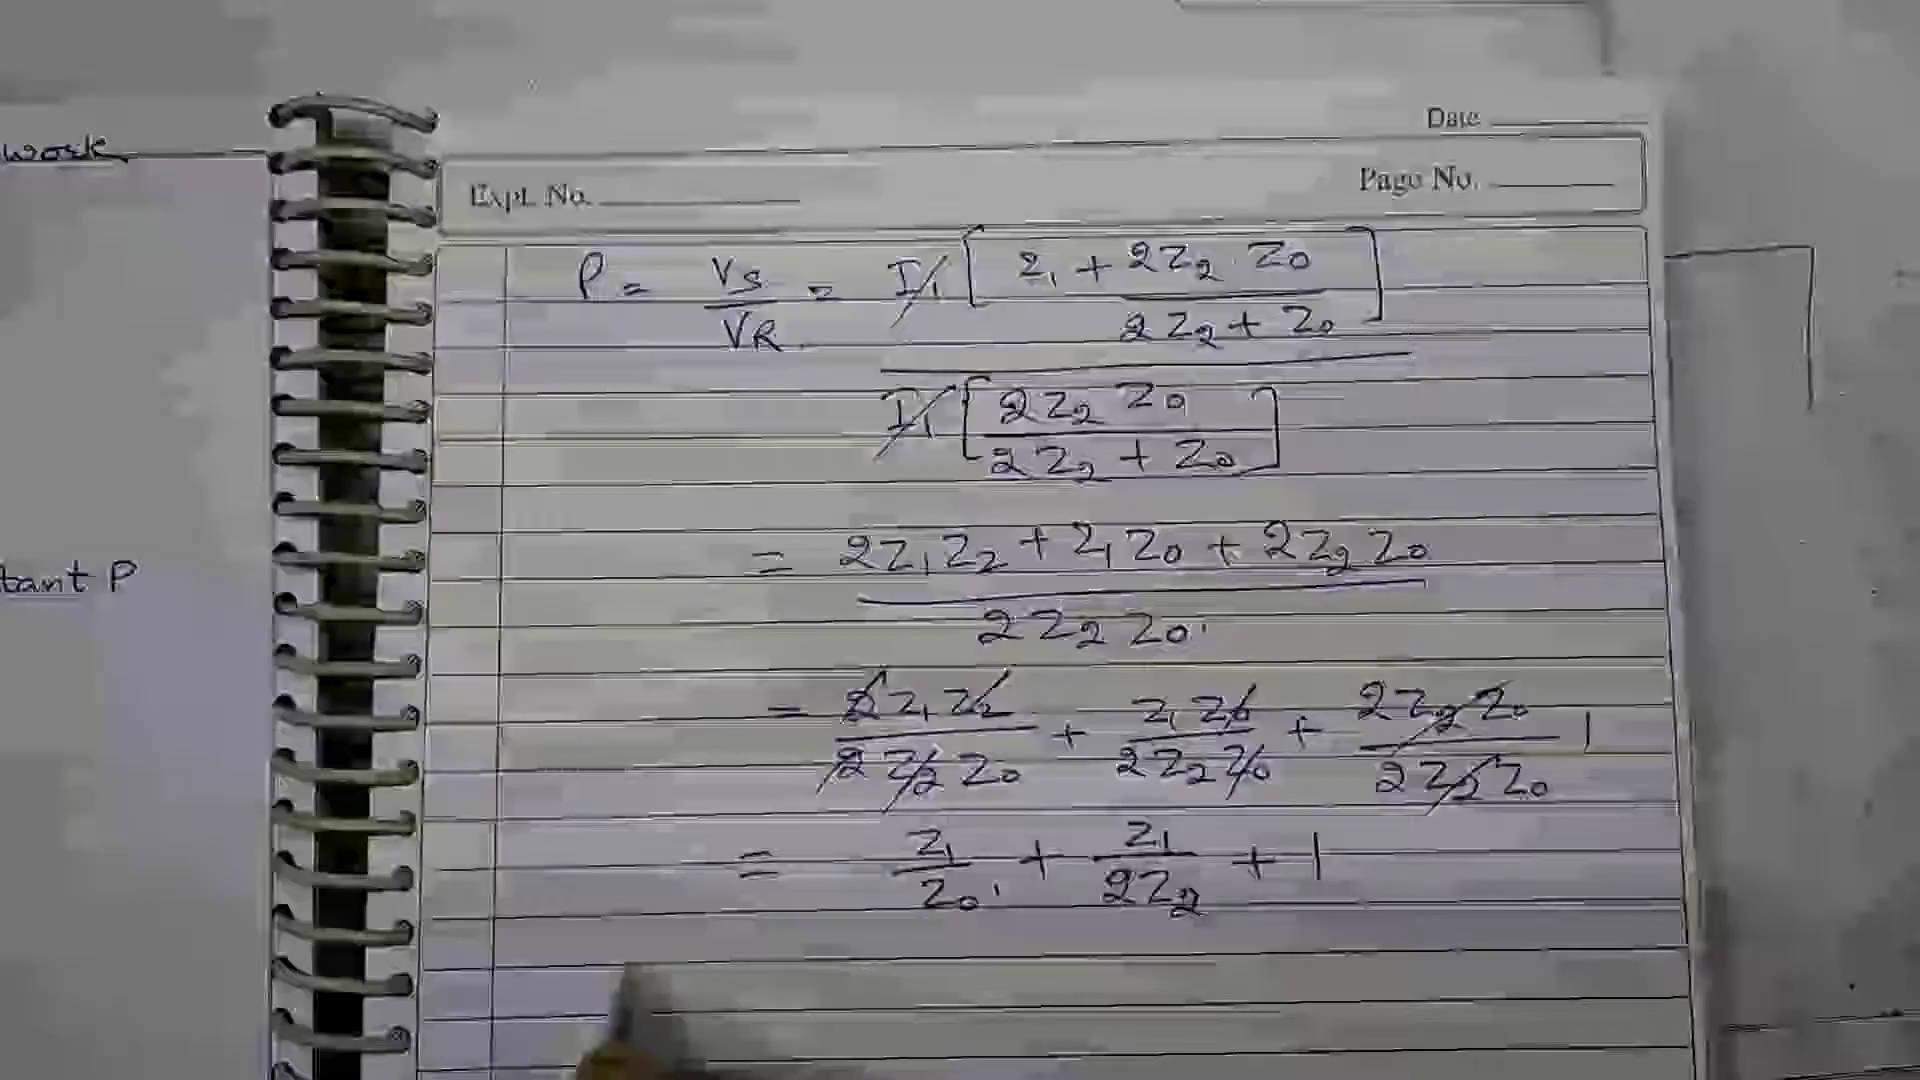 Date
work
Expt. No. Page No.
P = VS / VR = I1 [ Z1 + 2Z2 Z0 / 2Z2 + Z0 ]
I1 [ 2Z2 Z0 / 2Z2 + Z0 ]
= 2Z1Z2 + Z1Z0 + 2Z2Z0
2Z2Z0
tant P
= 2Z1Z2 / 2Z2Z0 + Z1Z0 / 2Z2Z0 + 2Z2Z0 / 2Z2Z0 1
= Z1 / Z0 + Z1 / 2Z2 + 1